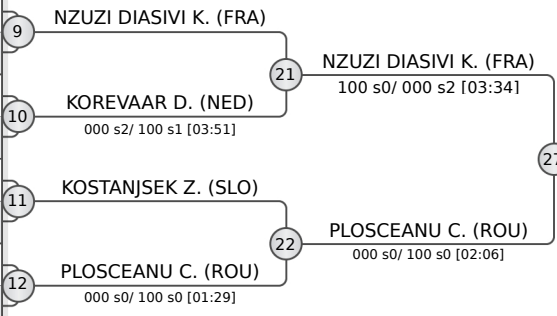 9
NZUZI DIASIVI K. (FRA)
21
NZUZI DIASIVI K. (FRA)
100 s0/ 000 s2 [03:34]
10
KOREVAAR D. (NED)
000 s2/ 100 s1 [03:51]
27
11
KOSTANJSEK Z. (SLO)
22
PLOSCEANU C. (ROU)
000 s0/ 100 s0 [02:06]
12
PLOSCEANU C. (ROU)
000 s0/ 100 s0 [01:29]